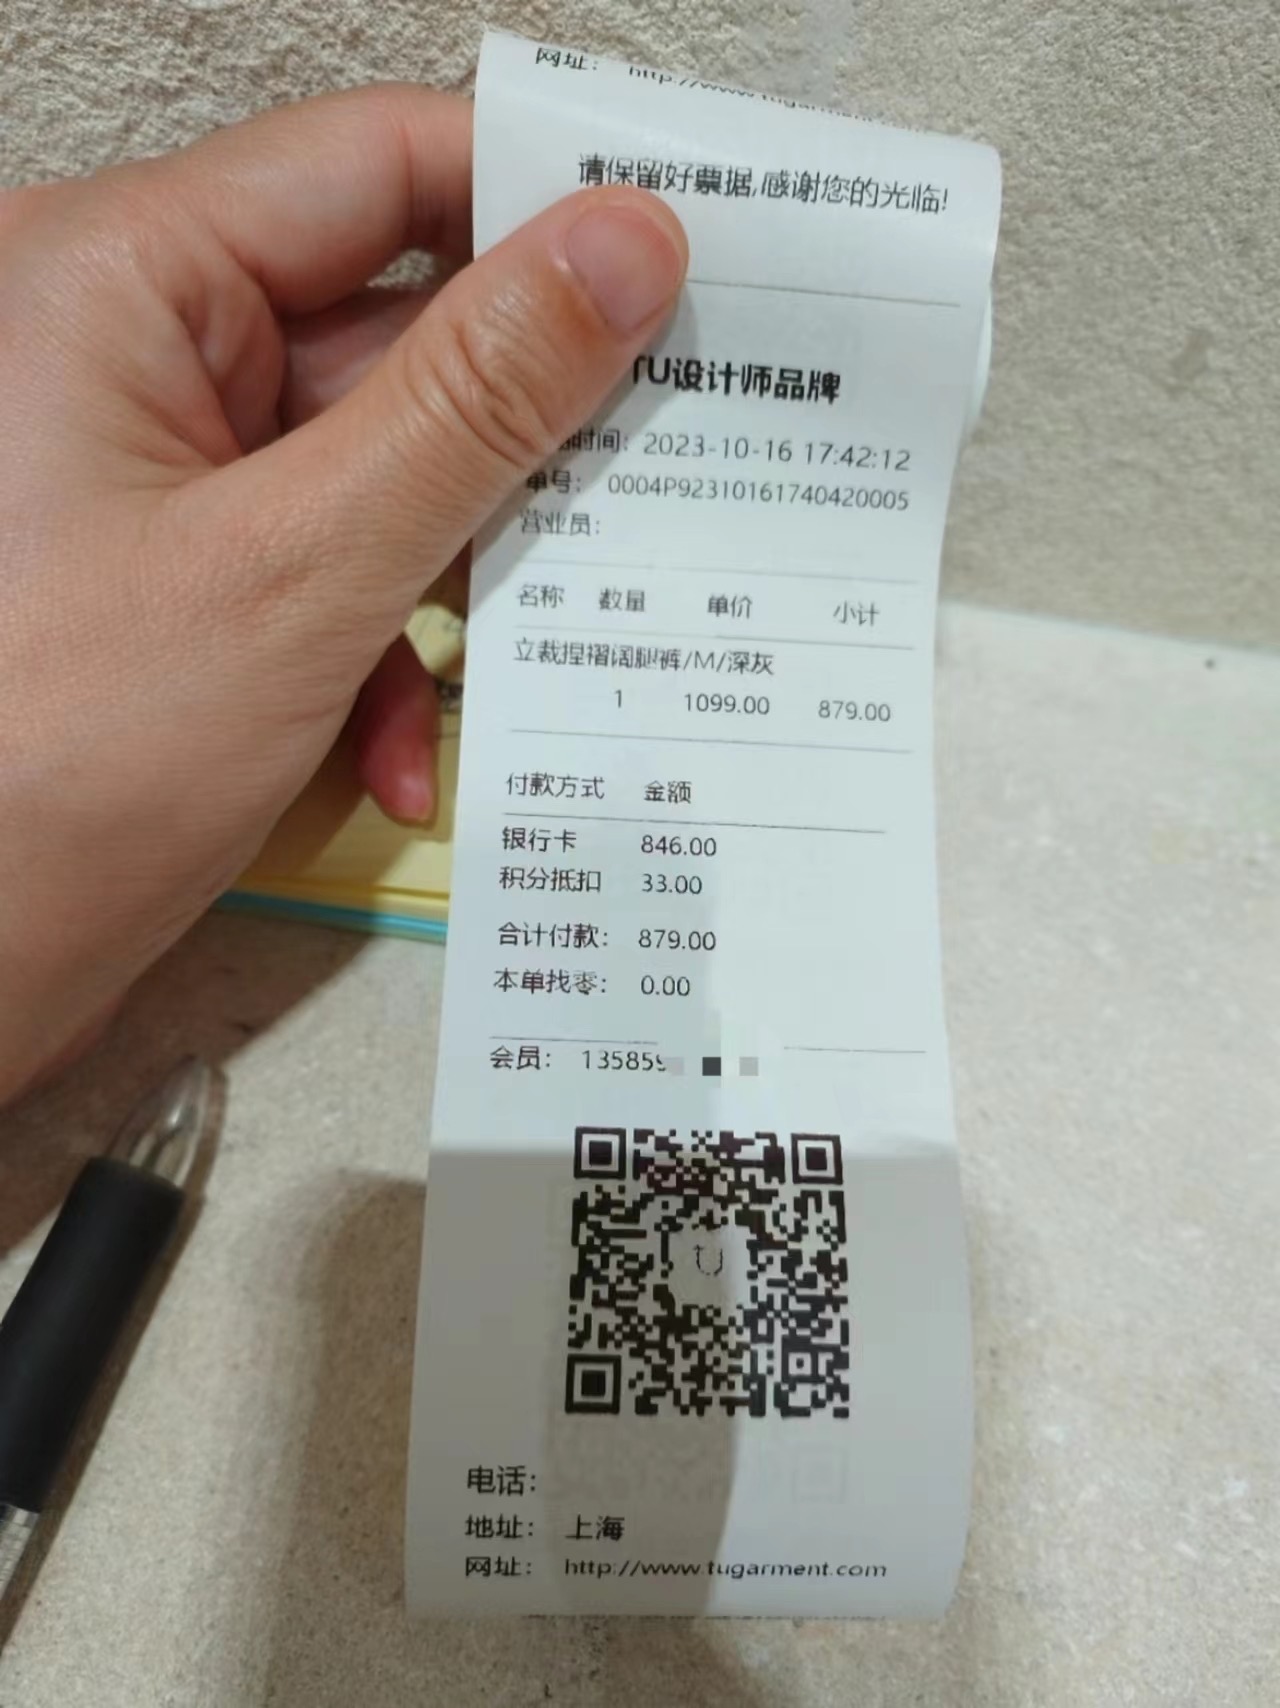 网址: http://www.tugarment.com
请保留好票据,感谢您的光临!
TU设计师品牌
时间: 2023-10-16 17:42:12
单号: 0004P92310161740420005
营业员:
名称 数量 单价 小计
立裁捏褶阔腿裤/M/深灰
1 1099.00 879.00
付款方式 金额
银行卡 846.00
积分抵扣 33.00
合计付款: 879.00
本单找零: 0.00
会员: 13585
电话:
地址: 上海
网址: http://www.tugarment.com